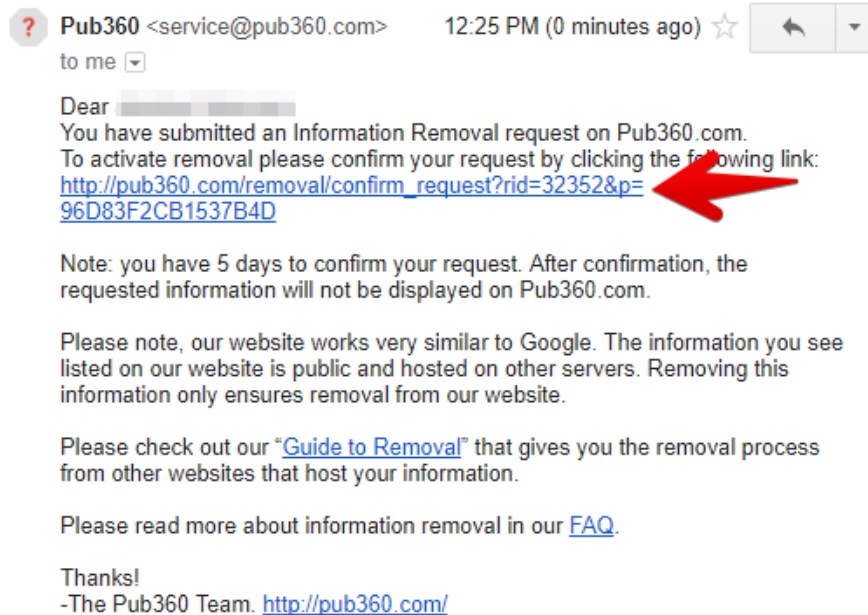 Pub360 <service@pub360.com> 12:25 PM (0 minutes ago)
to me
Dear
You have submitted an Information Removal request on Pub360.com.
To activate removal please confirm your request by clicking the following link:
http://pub360.com/removal/confirm_request?rid=32352&p=
96D83F2CB1537B4D
Note: you have 5 days to confirm your request. After confirmation, the
requested information will not be displayed on Pub360.com.
Please note, our website works very similar to Google. The information you see
listed on our website is public and hosted on other servers. Removing this
information only ensures removal from our website.
Please check out our “Guide to Removal” that gives you the removal process
from other websites that host your information.
Please read more about information removal in our FAQ.
Thanks!
-The Pub360 Team. http://pub360.com/